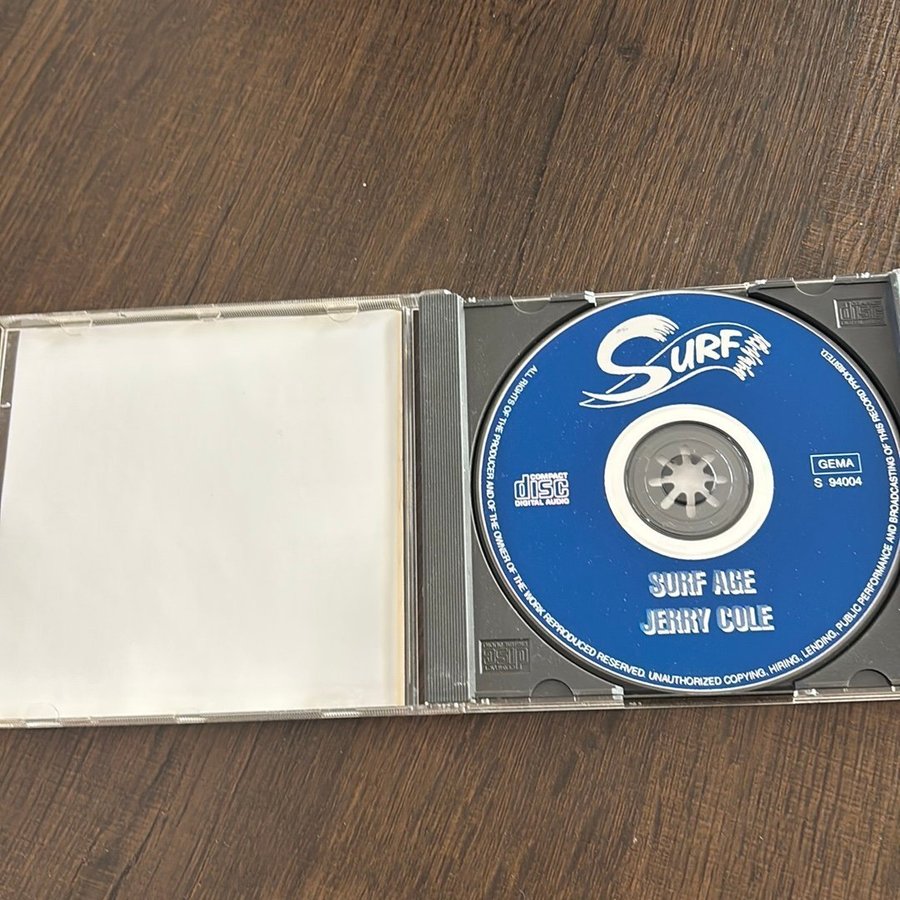 SURF
ALL RIGHTS OF THE PRODUCER AND OF THE OWNER OF THE WORK REPRODUCED RESERVED. UNAUTHORIZED COPYING, HIRING, LENDING, PUBLIC PERFORMANCE AND BROADCASTING OF THIS RECORD PROHIBITED.
COMPACT
disc
DIGITAL AUDIO
GEMA
S 94004
SURF AGE
JERRY COLE
disc